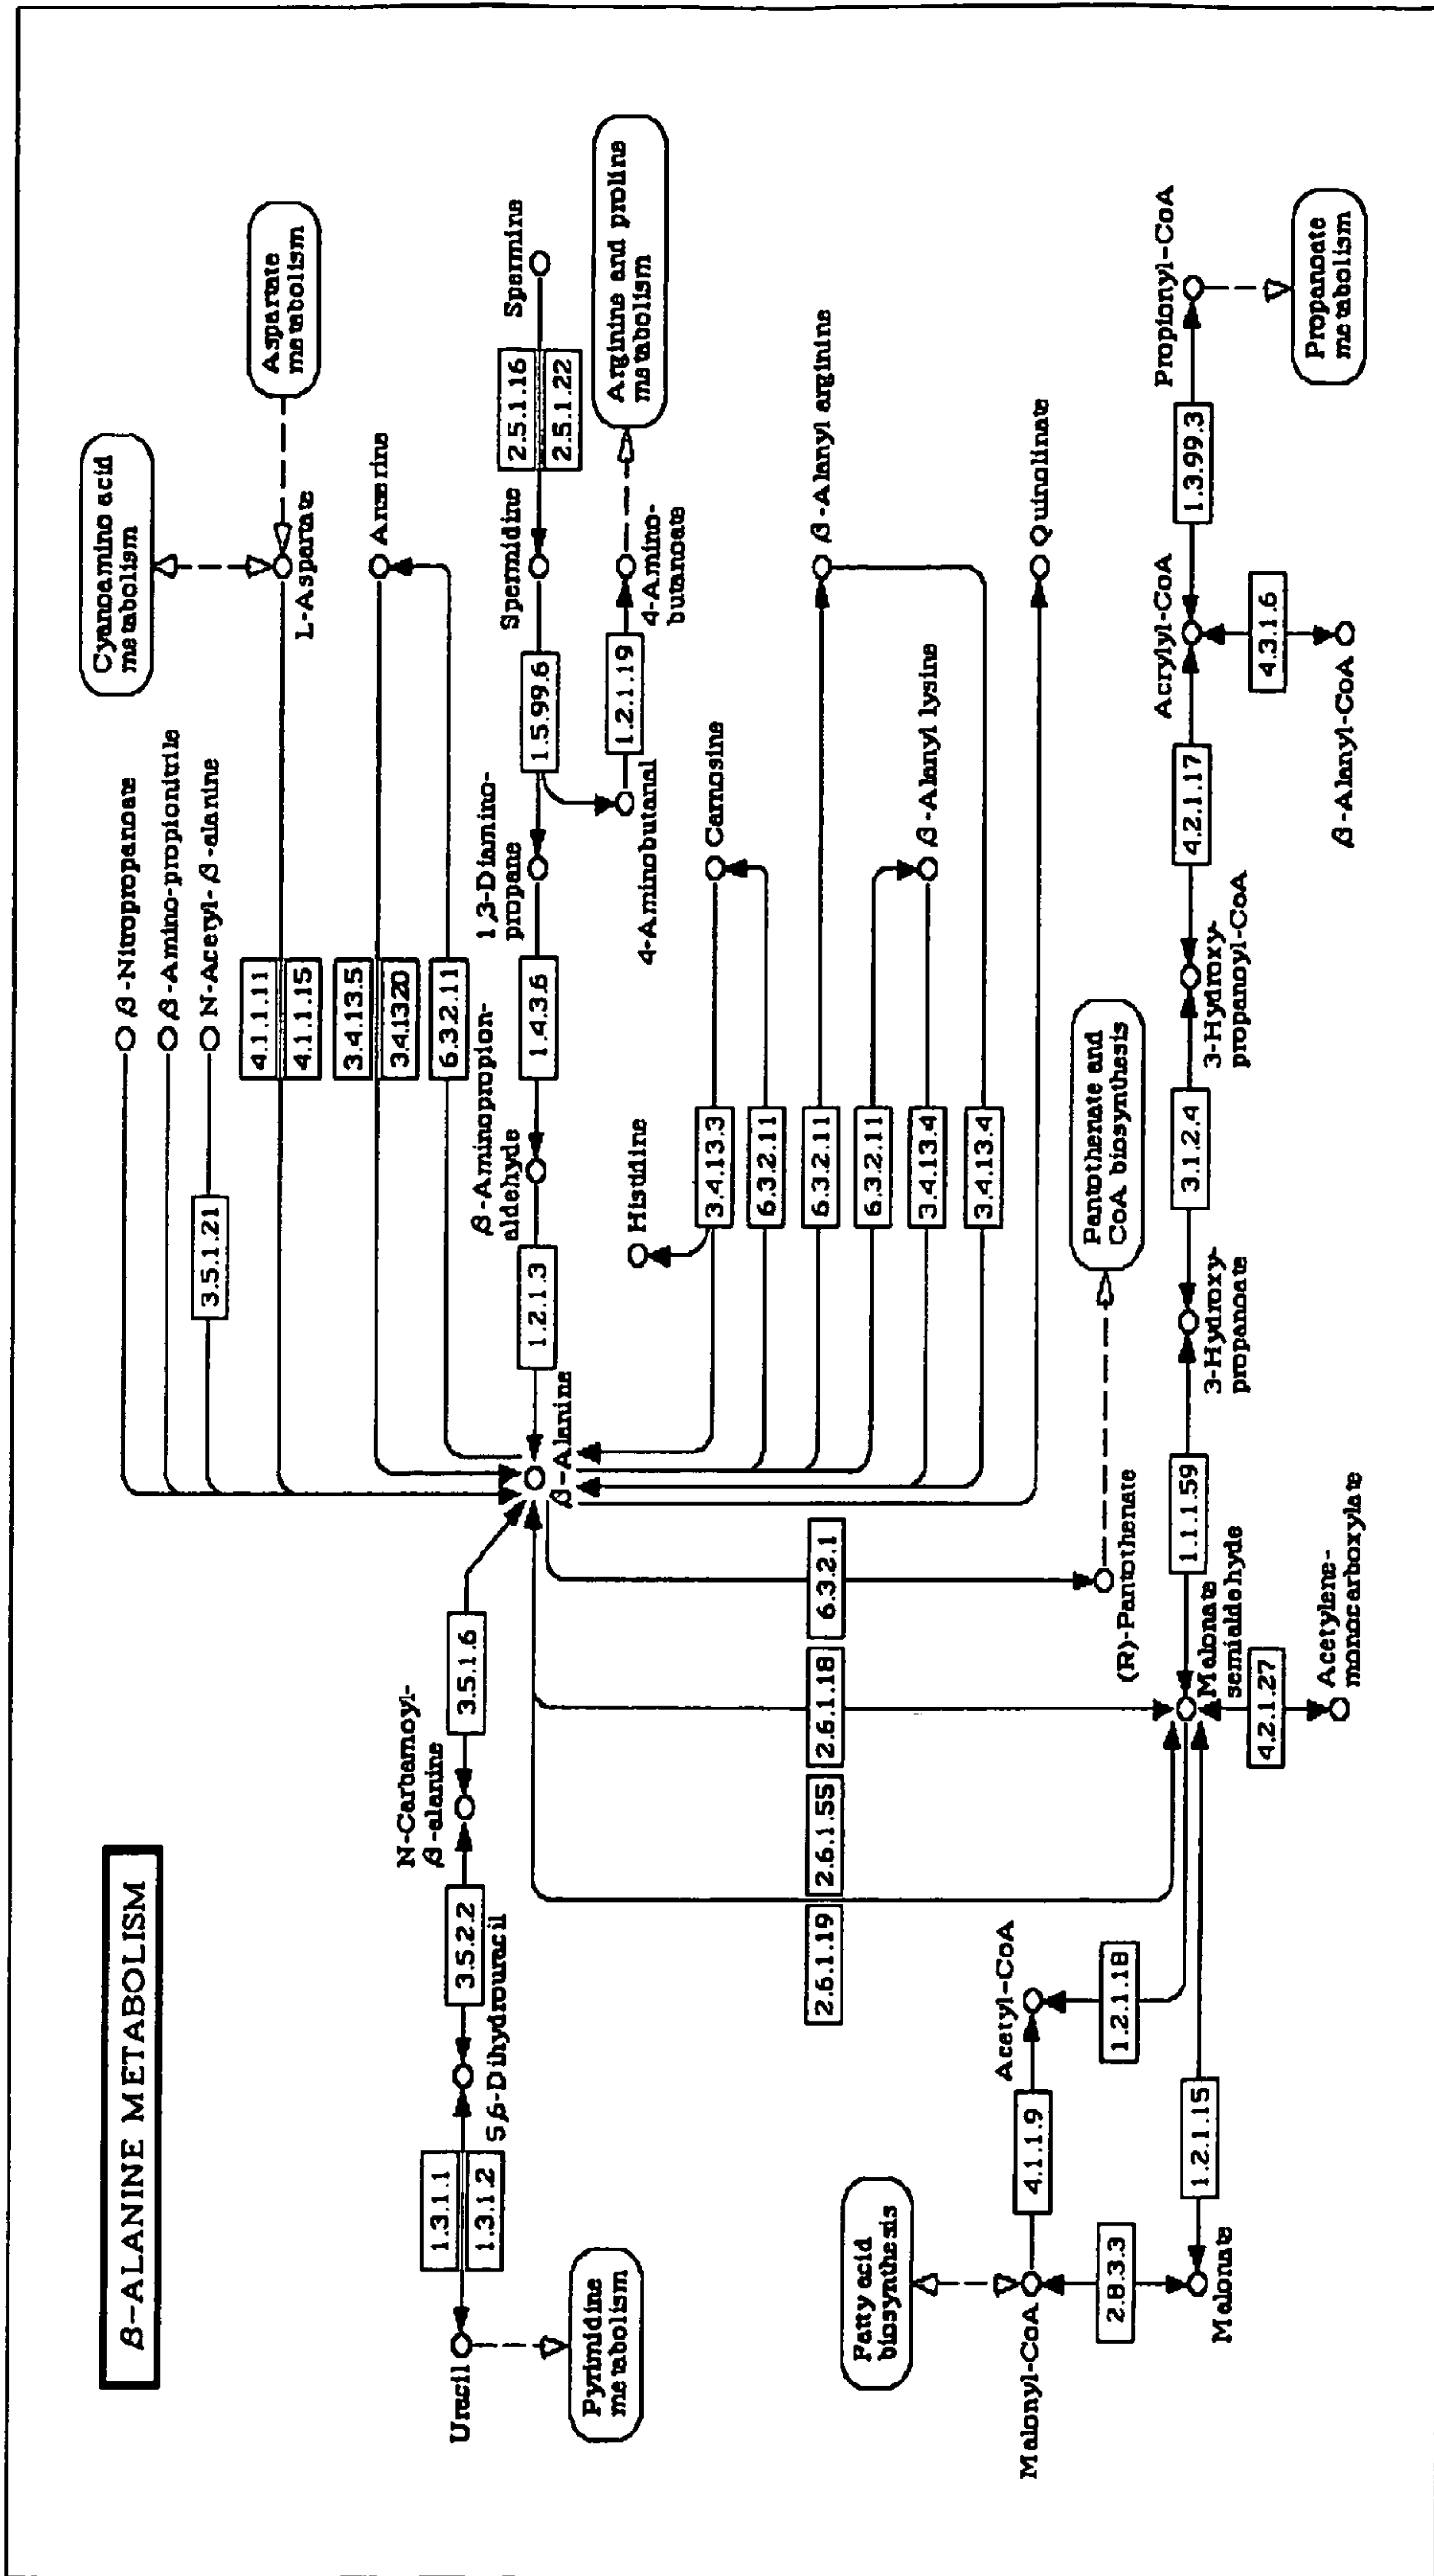 β-ALANINE METABOLISM
Cyanoamino acid
metabolism
Aspartate
metabolism
β-Nitropropanoate
β-Amino-propionitrile
N-Acetyl-β-alanine
3.5.1.21
L-Aspartate
4.1.1.11
4.1.1.15
Anserine
3.4.13.5
3.4.1320
6.3.2.11
Uracil
1.3.1.1
1.3.1.2
5,6-Dihydrouracil
3.5.2.2
N-Carbamoyl-
β-alanine
3.5.1.6
Pyrimidine
metabolism
β-Alanine
1.2.1.3
β-Aminopropion-
aldehyde
1.4.3.6
1,3-Diamino-
propane
1.5.99.6
Spermidine
2.5.1.16
2.5.1.22
Spermine
4-Aminobutanal
1.2.1.19
4-Amino-
butanoate
Arginine and proline
metabolism
Histidine
3.4.13.3
Carnosine
6.3.2.11
6.3.2.11
β-Alanyl arginine
6.3.2.11
3.4.13.4
β-Alanyl lysine
3.4.13.4
Quinolinate
2.6.1.19
2.6.1.55
2.6.1.18
6.3.2.1
(R)-Pantothenate
Pantothenate and
CoA biosynthesis
Fatty acid
biosynthesis
Malonyl-CoA
4.1.1.9
Acetyl-CoA
2.8.3.3
1.2.1.18
Malonate
1.2.1.15
Malonate
semialdehyde
1.1.1.59
3-Hydroxy-
propanoate
3.1.2.4
3-Hydroxy-
propanoyl-CoA
4.2.1.17
Acrylyl-CoA
1.3.99.3
Propionyl-CoA
4.2.1.27
Acetylene-
monocarboxylate
4.3.1.6
β-Alanyl-CoA
Propanoate
metabolism